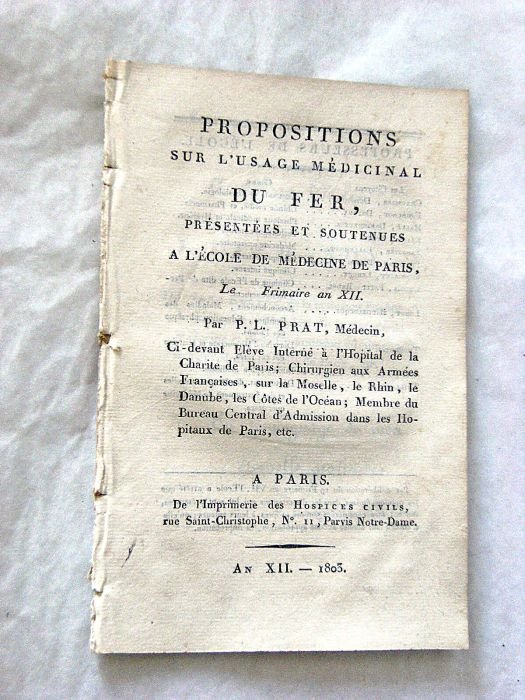 PROPOSITIONS
SUR L'USAGE MÉDICINAL
DU FER,
PRÉSENTÉES ET SOUTENUES
A L'ÉCOLE DE MÉDECINE DE PARIS,
Le Frimaire an XII.
Par P. L. PRAT, Médecin,
Ci-devant Elève Interne à l'Hopital de la
Charite de Paris; Chirurgien aux Armées
Françaises, sur la Moselle, le Rhin, le
Danube, les Côtes de l'Océan; Membre du
Bureau Central d'Admission dans les Ho-
pitaux de Paris, etc.
A PARIS.
De l'Imprimerie des HOSPICES CIVILS,
rue Saint-Christophe, N°. 11, Parvis Notre-Dame.
AN XII. — 1803.